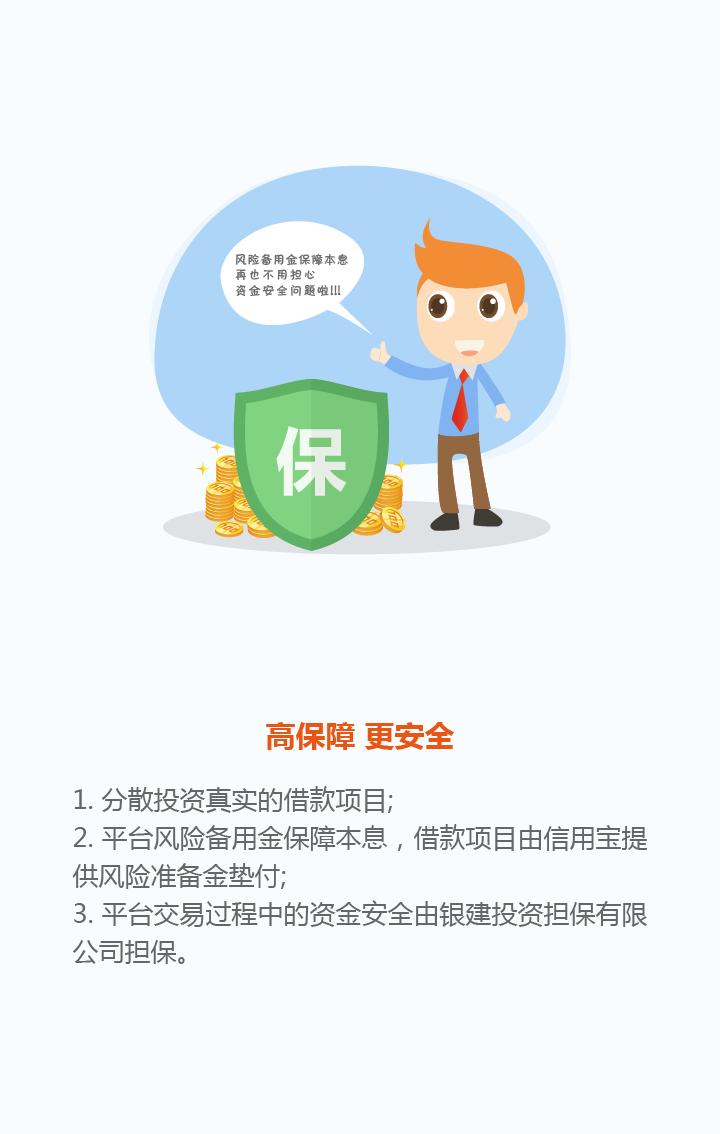 风险备用金保障本息
再也不用担心
资金安全问题啦!!!
保
高保障 更安全
1. 分散投资真实的借款项目;
2. 平台风险备用金保障本息，借款项目由信用宝提
供风险准备金垫付;
3. 平台交易过程中的资金安全由银建投资担保有限
公司担保。